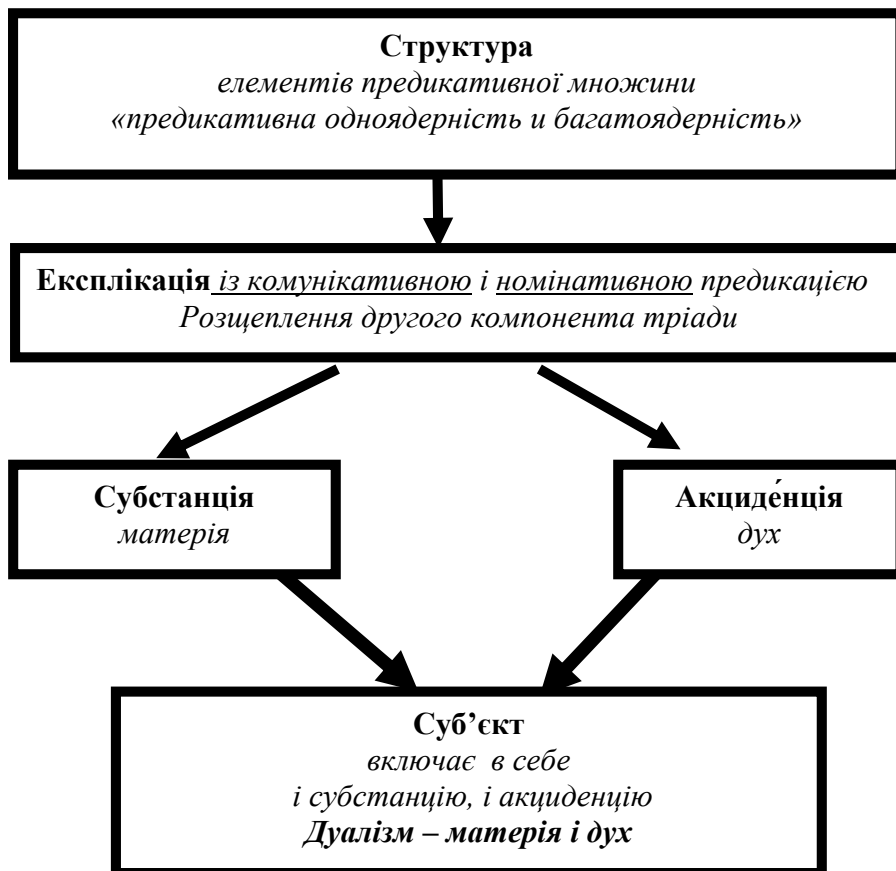 Структура
елементів предикативної множини
«предикативна одноядерність и багатоядерність»
Експлікація із комунікативною і номінативною предикацією
Розщеплення другого компонента тріади
Субстанція
матерія
Акциде́нція
дух
Суб’єкт
включає в себе
і субстанцію, і акциденцію
Дуалізм – матерія і дух